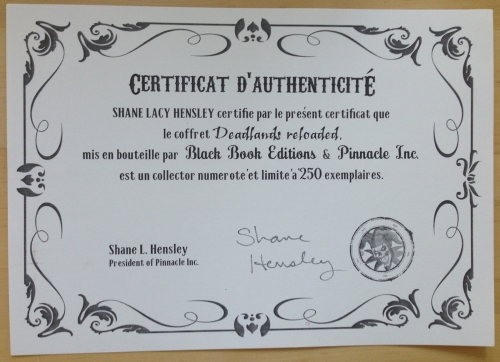 CERTIFICAT D'AUTHENTICITÉ
SHANE LACY HENSLEY certifie par le présent certificat que
le coffret Deadlands reloaded,
mis en bouteille par Black Book Editions & Pinnacle Inc.
est un collector numeroté et limité à 250 exemplaires.
Shane Hensley
Shane L. Hensley
President of Pinnacle Inc.